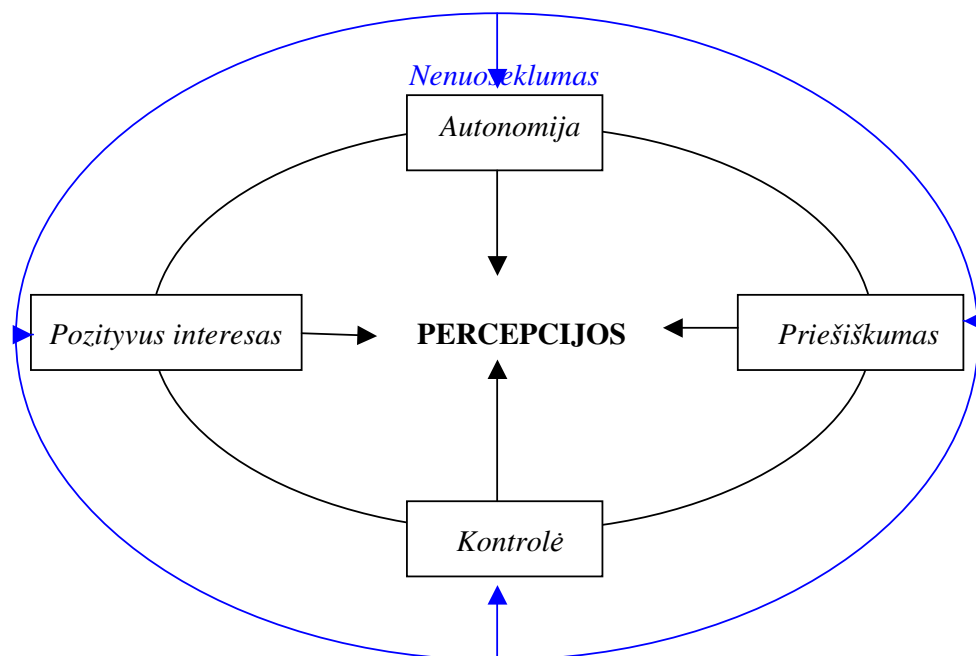 Nenuoseklumas
Autonomija
Pozityvus interesas
PERCEPCIJOS
Priešiškumas
Kontrolė